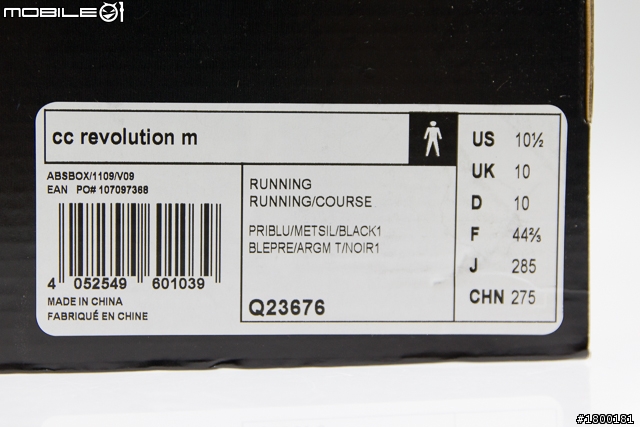 MOBILE01
cc revolution m
ABSBOX/1109/V09
EAN PO# 107097368
4 052549 601039
MADE IN CHINA
FABRIQUÉ EN CHINE
RUNNING
RUNNING/COURSE
PRIBLU/METSIL/BLACK1
BLEPRE/ARGM T/NOIR1
Q23676
US 10½
UK 10
D 10
F 44⅔
J 285
CHN 275
#1800181